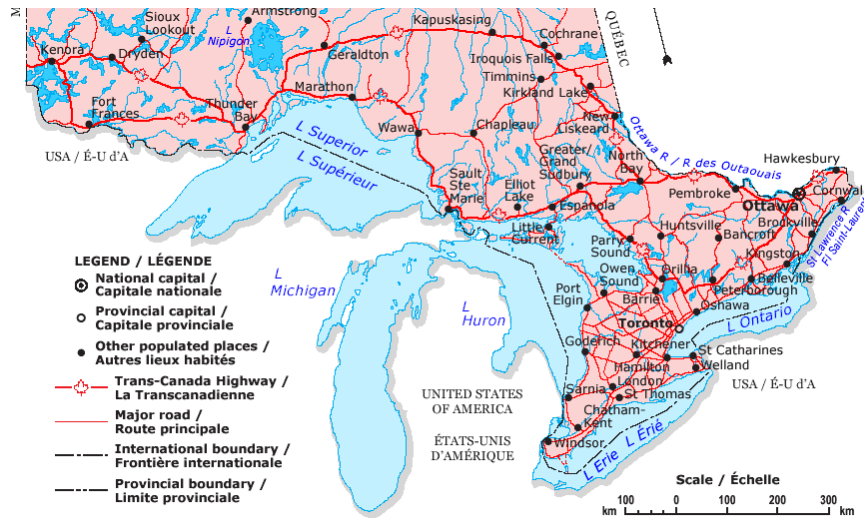 M
Sioux
Lookout
Armstrong
L
Nipigon
Kenora
Dryden
Geraldton
Kapuskasing
Cochrane
Iroquois Falls
Timmins
Kirkland Lake
QUÉBEC
Fort
Frances
Thunder
Bay
Marathon
Wawa
Chapleau
New
Liskeard
USA / É-U d'A
L Superior
L Supérieur
Sault
Ste
Marie
Elliot
Lake
Greater/
Grand
Sudbury
Espanola
North
Bay
Ottawa R / R des Outaouais
Hawkesbury
Pembroke
Ottawa
Cornwall
Little
Current
Parry
Sound
Huntsville
Bancroft
Brockville
St Lawrence R
Fl Saint-Laurent
Kingston
Owen
Sound
Orillia
Barrie
Peterborough
Belleville
Port
Elgin
Oshawa
Toronto
L Ontario
L
Michigan
L
Huron
Goderich
Kitchener
Hamilton
St Catharines
Welland
USA / É-U d'A
Sarnia
London
St Thomas
Chatham-
Kent
Windsor
L Erie L Érié
UNITED STATES
OF AMERICA
ÉTATS-UNIS
D'AMÉRIQUE
LEGEND / LÉGENDE
National capital /
Capitale nationale
Provincial capital /
Capitale provinciale
Other populated places /
Autres lieux habités
Trans-Canada Highway /
La Transcanadienne
Major road /
Route principale
International boundary /
Frontière internationale
Provincial boundary /
Limite provinciale
Scale / Échelle
100 0 100 200 300
km km